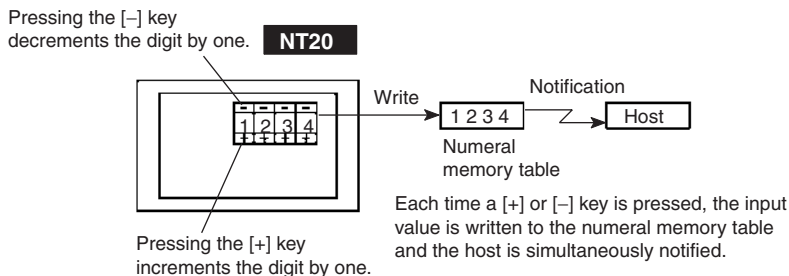 Pressing the [–] key
decrements the digit by one.
NT20
– – – –
1 2 3 4
+ + + +
Write
1 2 3 4
Notification
Host
Numeral
memory table
Each time a [+] or [–] key is pressed, the input
value is written to the numeral memory table
and the host is simultaneously notified.
Pressing the [+] key
increments the digit by one.